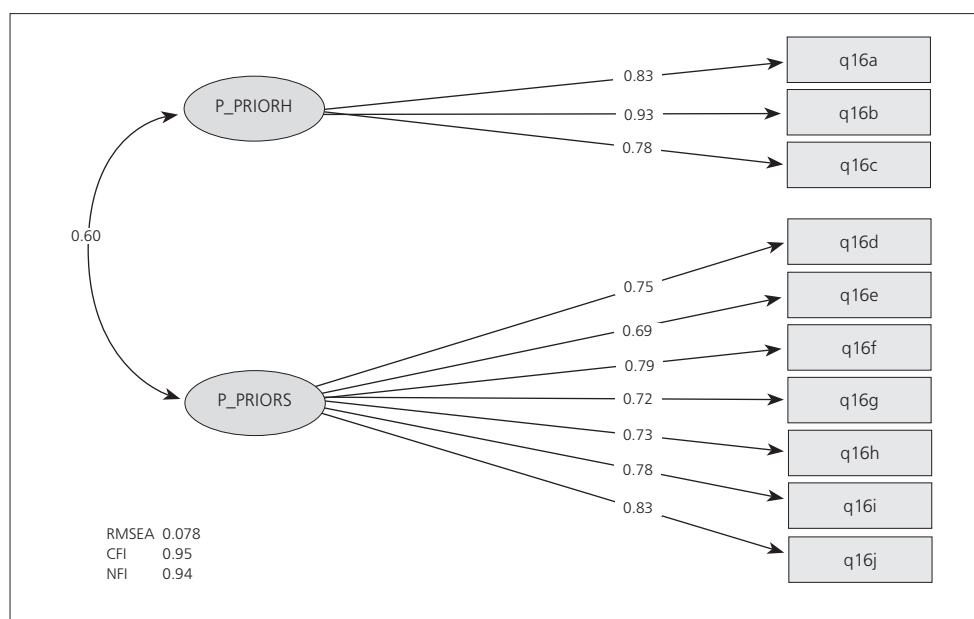 q16a
0.83
P_PRIORH
0.93
q16b
0.78
q16c
0.60
q16d
0.75
q16e
0.69
q16f
0.79
P_PRIORS
0.72
q16g
0.73
q16h
0.78
q16i
0.83
q16j
RMSEA 0.078
CFI 0.95
NFI 0.94